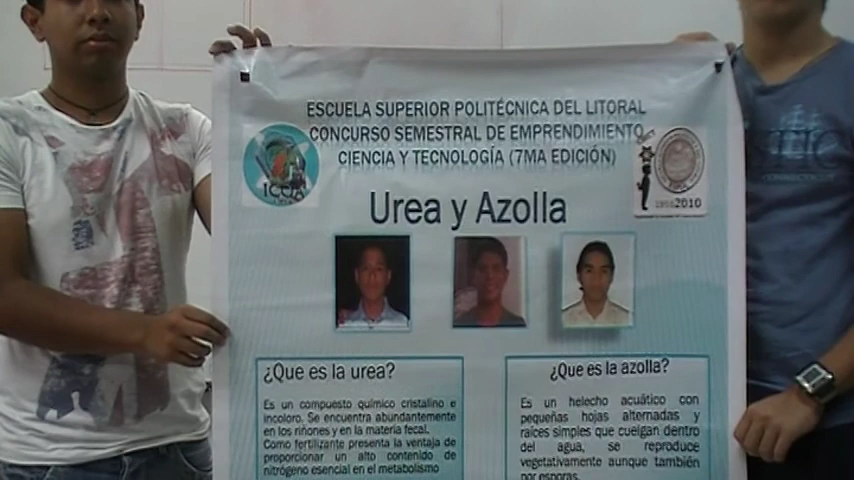 ESCUELA SUPERIOR POLITÉCNICA DEL LITORAL
CONCURSO SEMESTRAL DE EMPRENDIMIENTO
CIENCIA Y TECNOLOGÍA (7MA EDICIÓN)
ICQA
2010
Urea y Azolla
¿Que es la urea?
Es un compuesto químico cristalino e
incoloro. Se encuentra abundantemente
en los riñones y en la materia fecal.
Como fertilizante presenta la ventaja de
proporcionar un alto contenido de
nitrógeno esencial en el metabolismo
¿Que es la azolla?
Es un helecho acuático con
pequeñas hojas alternadas y
raíces simples que cuelgan dentro
del agua, se reproduce
vegetativamente aunque también
por esporas.